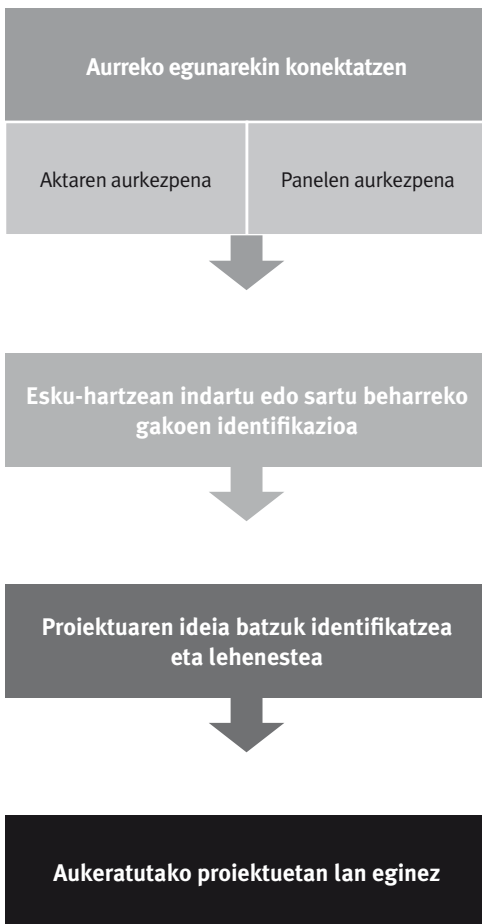 Aurreko egunarekin konektatzen
Aktaren aurkezpena
Panelen aurkezpena
Esku-hartzean indartu edo sartu beharreko
gakoen identifikazioa
Proiektuaren ideia batzuk identifikatzea
eta lehenestea
Aukeratutako proiektuetan lan eginez